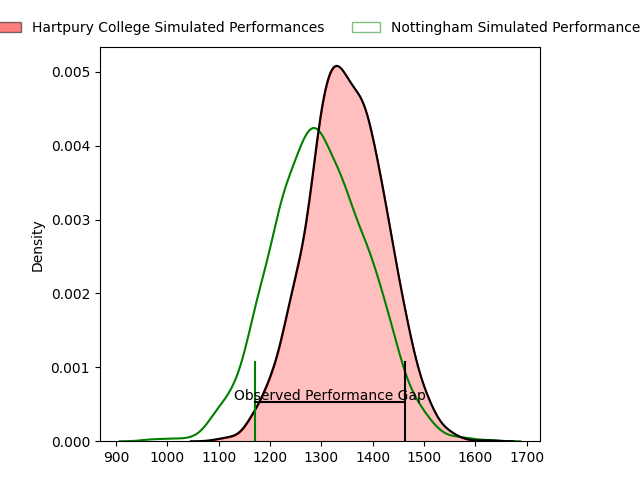 Hartpury College Simulated Performances
Nottingham Simulated Performance
Density
0.005
0.004
0.003
0.002
0.001
0.000
Observed Performance Gap
900 1000 1100 1200 1300 1400 1500 1600 1700